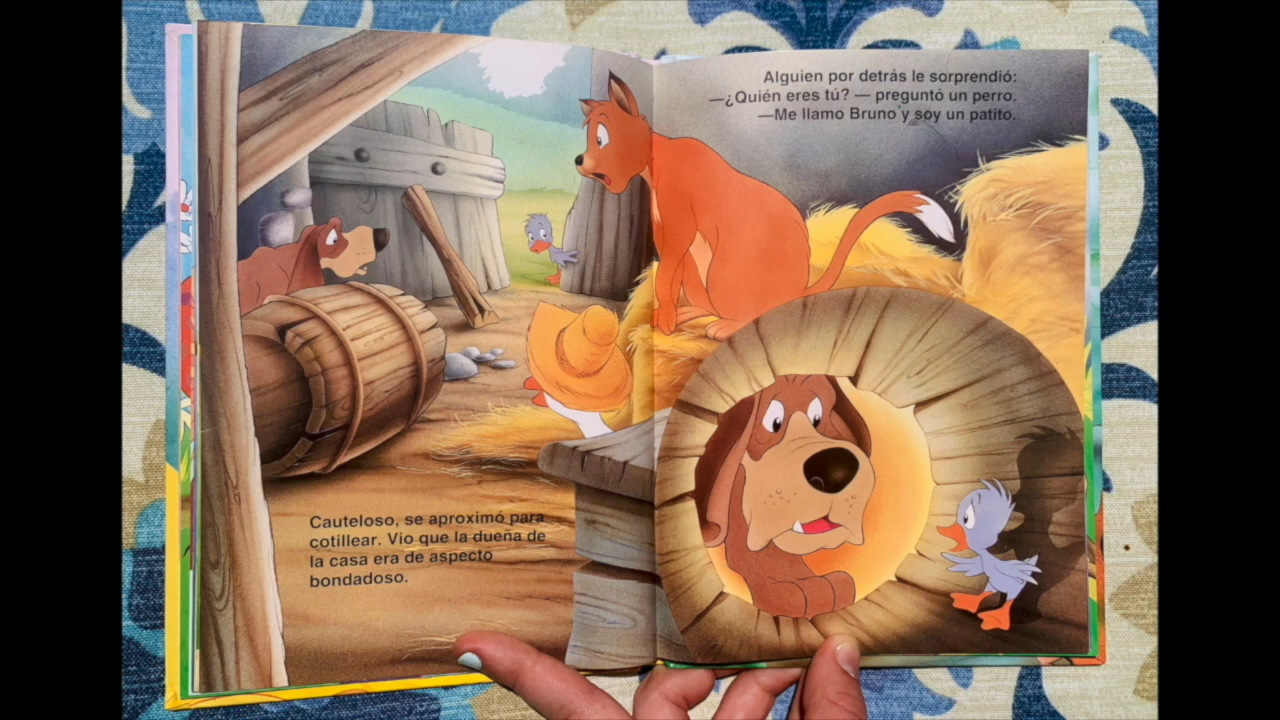 Cauteloso, se aproximó para
cotillear. Vio que la dueña de
la casa era de aspecto
bondadoso.
Alguien por detrás le sorprendió:
—¿Quién eres tú? — preguntó un perro.
—Me llamo Bruno y soy un patito.